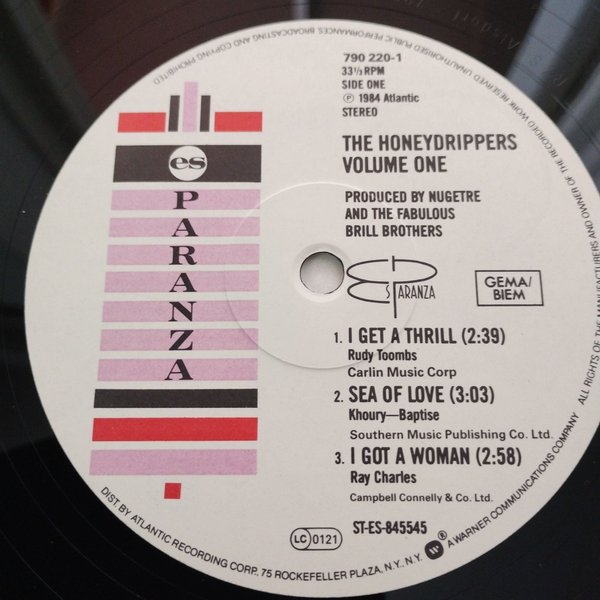 790 220-1
33⅓ RPM
SIDE ONE
Ⓟ 1984 Atlantic
STEREO
THE HONEYDRIPPERS
VOLUME ONE
PRODUCED BY NUGETRE
AND THE FABULOUS
BRILL BROTHERS
es
PARANZA
ES PARANZA
GEMA/
BIEM
1. I GET A THRILL (2:39)
Rudy Toombs
Carlin Music Corp
2. SEA OF LOVE (3:03)
Khoury—Baptise
Southern Music Publishing Co. Ltd.
3. I GOT A WOMAN (2:58)
Ray Charles
Campbell Connelly & Co. Ltd.
LC 0121
ST-ES-845545
DIST. BY ATLANTIC RECORDING CORP., 75 ROCKEFELLER PLAZA, N.Y., N.Y. ® A WARNER COMMUNICATIONS COMPANY
ALL RIGHTS OF THE MANUFACTURERS AND OWNER OF THE RECORDED WORK RESERVED UNAUTHORISED PUBLIC PERFORMANCES BROADCASTING AND COPYING PROHIBITED